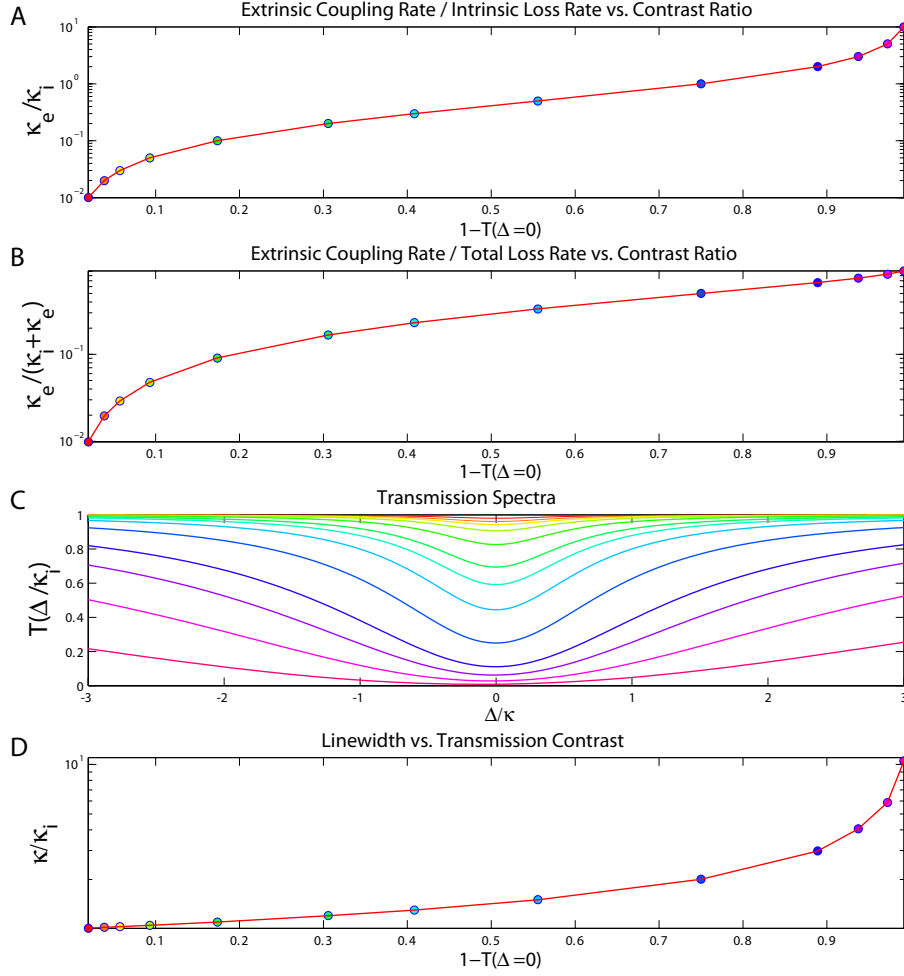 A
Extrinsic Coupling Rate / Intrinsic Loss Rate vs. Contrast Ratio
10¹
10⁰
10⁻¹
10⁻²
κe/κi
0.1 0.2 0.3 0.4 0.5 0.6 0.7 0.8 0.9
1−T(Δ=0)
B
Extrinsic Coupling Rate / Total Loss Rate vs. Contrast Ratio
10⁻¹
10⁻²
κe/(κi+κe)
0.1 0.2 0.3 0.4 0.5 0.6 0.7 0.8 0.9
1−T(Δ=0)
C
Transmission Spectra
1
0.8
0.6
0.4
0.2
0
T(Δ/κi)
-3 -2 -1 0 1 2 3
Δ/κ
D
Linewidth vs. Transmission Contrast
10¹
κ/κi
0.1 0.2 0.3 0.4 0.5 0.6 0.7 0.8 0.9
1−T(Δ=0)